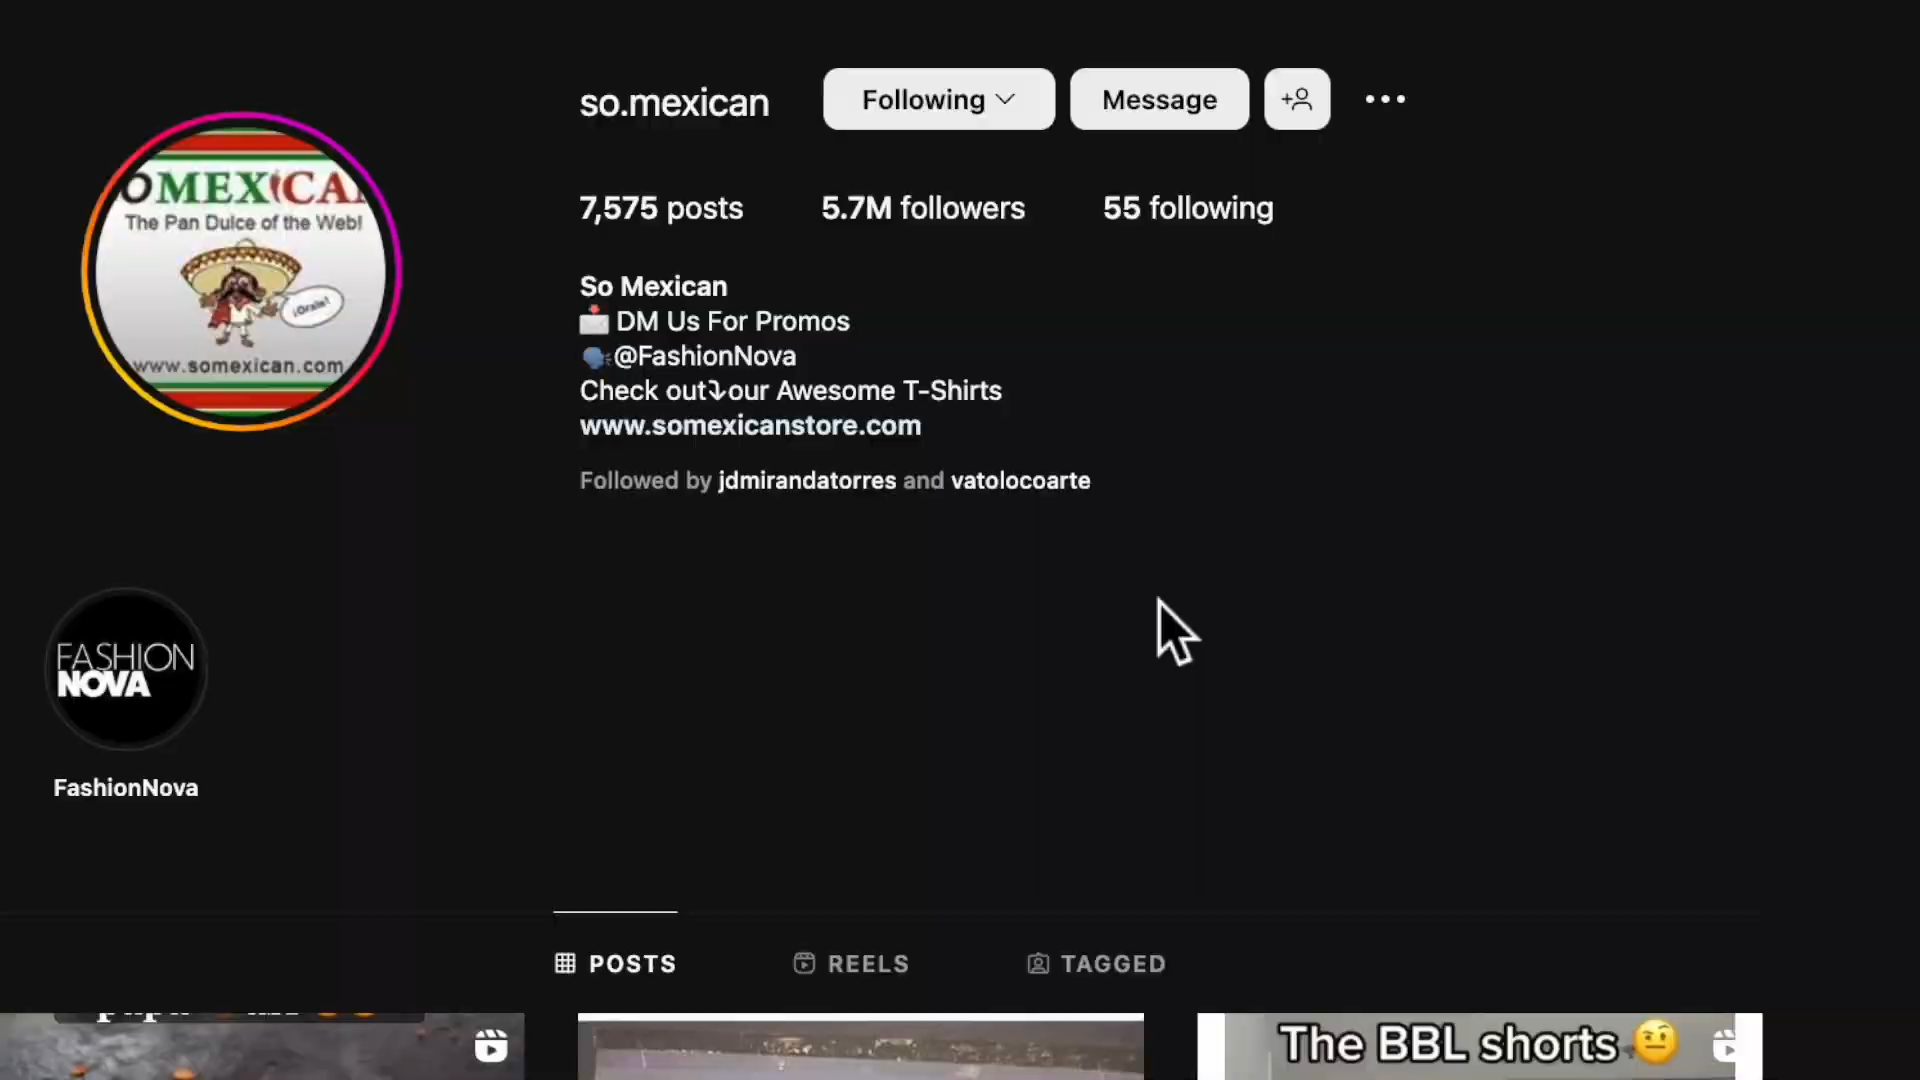 so.mexican
Following
Message
7,575 posts
5.7M followers
55 following
OMEXICA
The Pan Dulce of the Web!
¡Orale!
www.somexican.com
So Mexican
DM Us For Promos
@FashionNova
Check out⤵our Awesome T-Shirts
www.somexicanstore.com
Followed by jdmirandatorres and vatolocoarte
FASHION
NOVA
FashionNova
POSTS
REELS
TAGGED
The BBL shorts